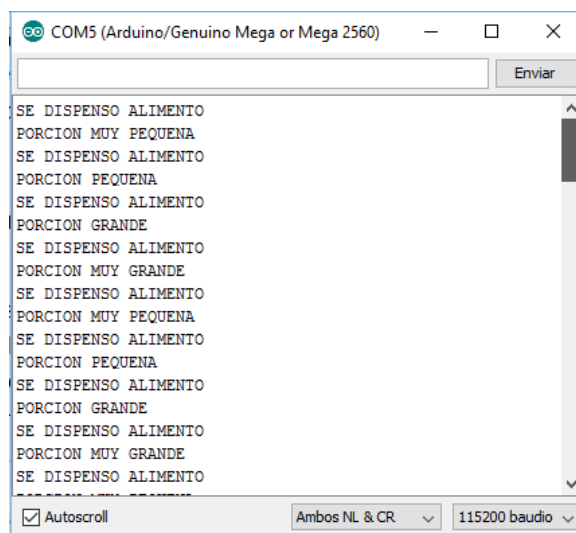 COM5 (Arduino/Genuino Mega or Mega 2560)
Enviar
SE DISPENSO ALIMENTO
PORCION MUY PEQUENA
SE DISPENSO ALIMENTO
PORCION PEQUENA
SE DISPENSO ALIMENTO
PORCION GRANDE
SE DISPENSO ALIMENTO
PORCION MUY GRANDE
SE DISPENSO ALIMENTO
PORCION MUY PEQUENA
SE DISPENSO ALIMENTO
PORCION PEQUENA
SE DISPENSO ALIMENTO
PORCION GRANDE
SE DISPENSO ALIMENTO
PORCION MUY GRANDE
SE DISPENSO ALIMENTO
Autoscroll Ambos NL & CR 115200 baudio